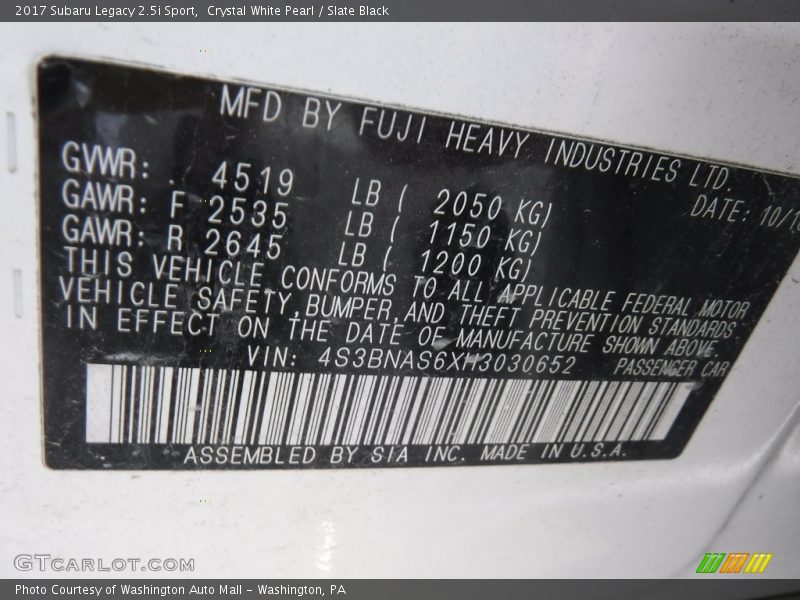 2017 Subaru Legacy 2.5i Sport,  Crystal White Pearl / Slate Black
MFD BY FUJI HEAVY INDUSTRIES LTD.
GVWR: 4519 LB ( 2050 KG) DATE:
GAWR: F 2535 LB ( 1150 KG)
GAWR: R 2645 LB ( 1200 KG)
THIS VEHICLE CONFORMS TO ALL APPLICABLE FEDERAL MOTOR
VEHICLE SAFETY,BUMPER,AND THEFT PREVENTION STANDARDS
IN EFFECT ON THE DATE OF MANUFACTURE SHOWN ABOVE.
VIN: 4S3BNAS6XH3030652 PASSENGER CAR
ASSEMBLED BY SIA INC. MADE IN U.S.A.
GTCARLOT.COM
Photo Courtesy of Washington Auto Mall – Washington, PA